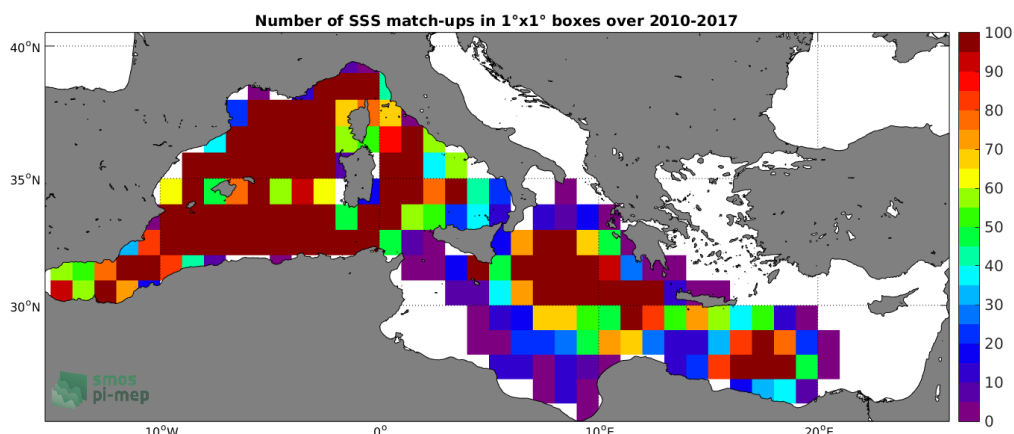 Number of SSS match-ups in 1°x1° boxes over 2010-2017
40°N
35°N
30°N
10°W
0°
10°E
20°E
100
90
80
70
60
50
40
30
20
10
0
smos
pi-mep